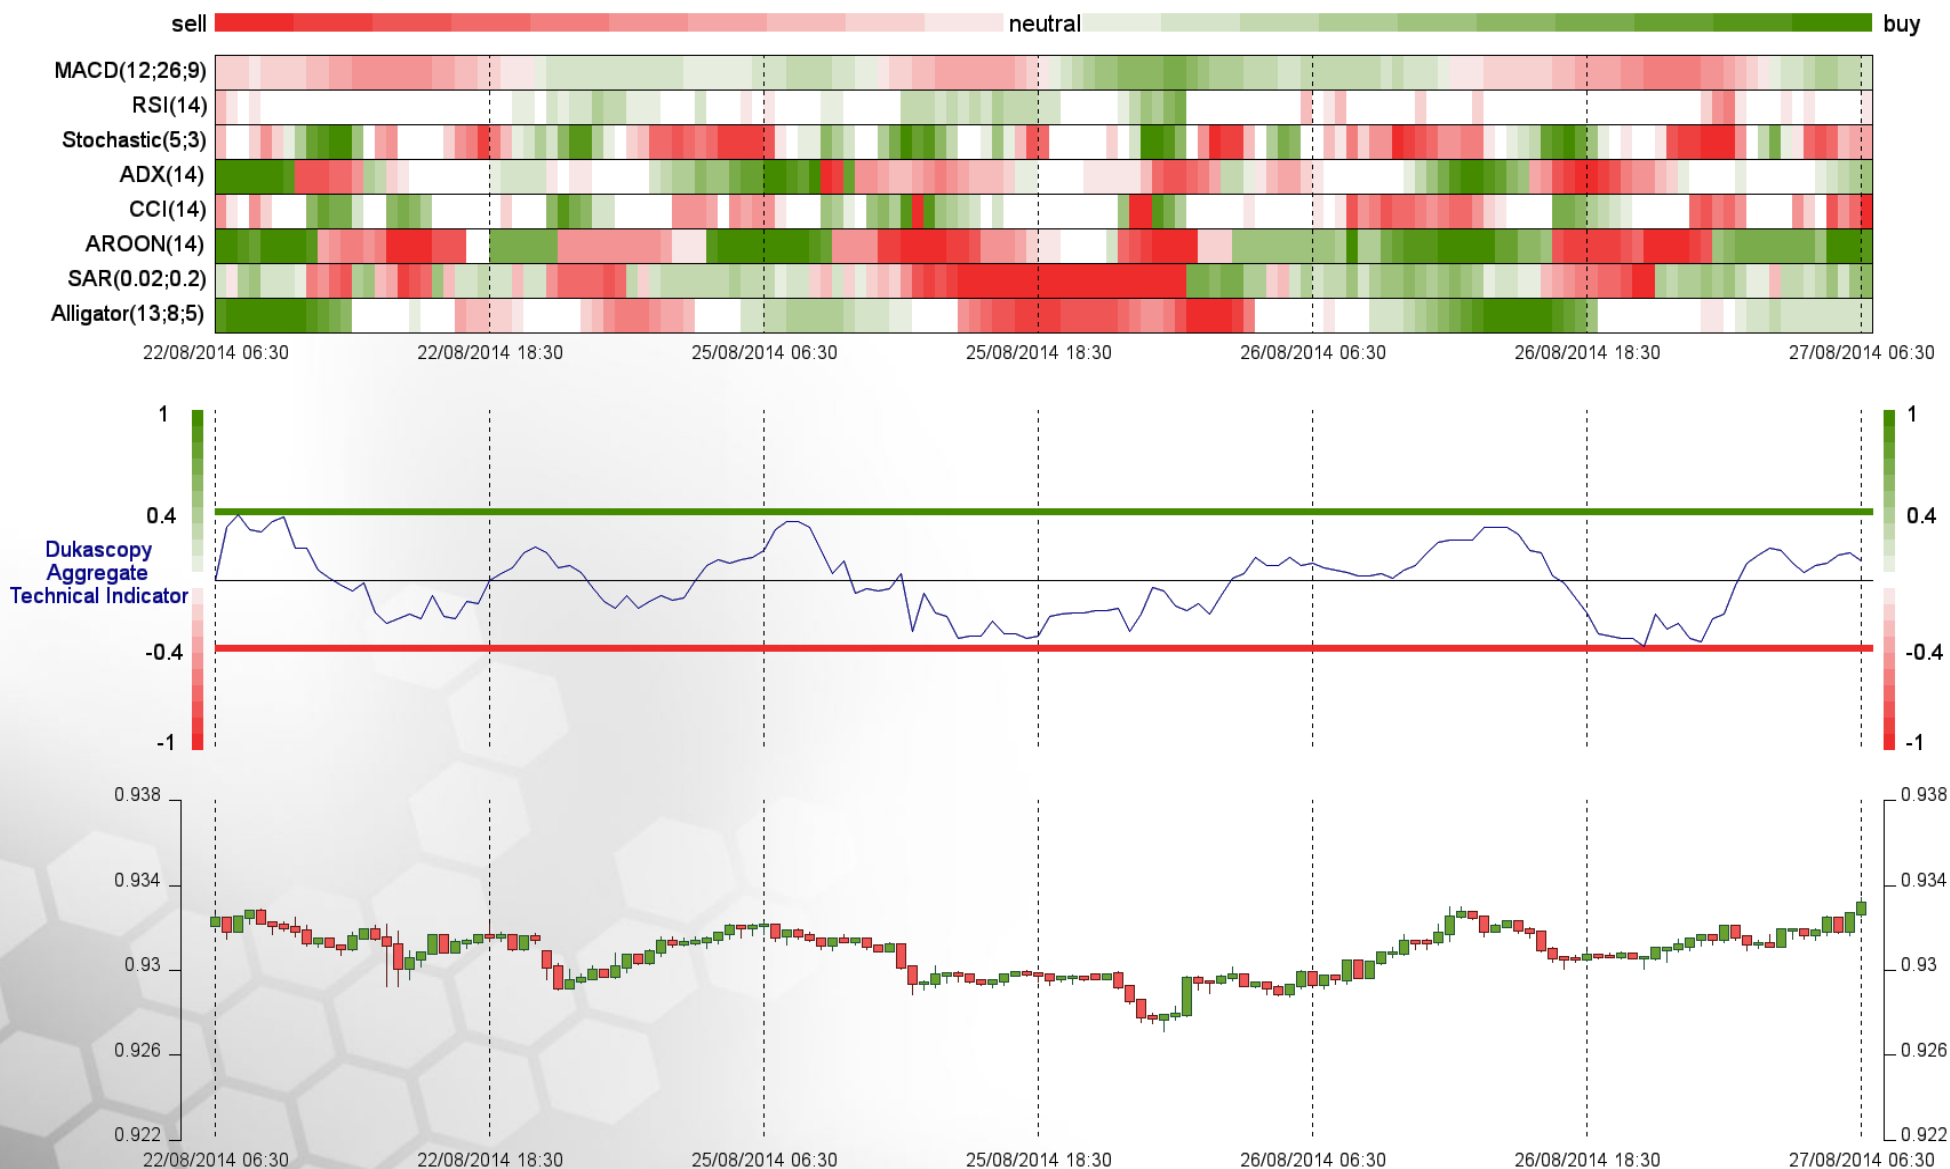 sell neutral buy
MACD(12;26;9)
RSI(14)
Stochastic(5;3)
ADX(14)
CCI(14)
AROON(14)
SAR(0.02;0.2)
Alligator(13;8;5)
22/08/2014 06:30 22/08/2014 18:30 25/08/2014 06:30 25/08/2014 18:30 26/08/2014 06:30 26/08/2014 18:30 27/08/2014 06:30
1 1
0.4 0.4
Dukascopy
Aggregate
Technical Indicator
-0.4 -0.4
-1 -1
0.938 0.938
0.934 0.934
0.93 0.93
0.926 0.926
0.922 0.922
22/08/2014 06:30 22/08/2014 18:30 25/08/2014 06:30 25/08/2014 18:30 26/08/2014 06:30 26/08/2014 18:30 27/08/2014 06:30